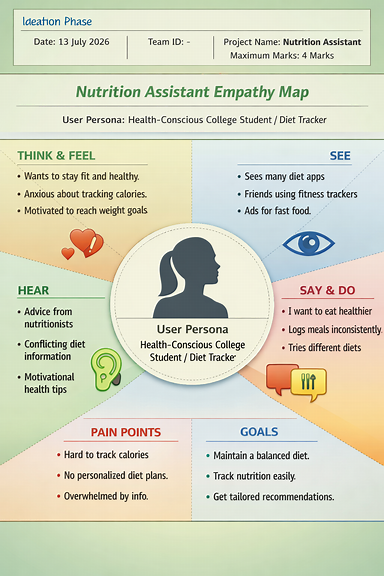 Ideation Phase
Date: 13 July 2026
Team ID: -
Project Name: Nutrition Assistant
Maximum Marks: 4 Marks
Nutrition Assistant Empathy Map
User Persona: Health-Conscious College Student / Diet Tracker
THINK & FEEL
• Wants to stay fit and healthy.
• Anxious about tracking calories.
• Motivated to reach weight goals
SEE
• Sees many diet apps
• Friends using fitness trackers
• Ads for fast food.
HEAR
• Advice from
nutritionists
• Conflicting diet
information
• Motivational
health tips
User Persona
Health-Conscious College
Student / Diet Tracke
SAY & DO
• I want to eat healthier
• Logs meals inconsistently
• Tries different diets
PAIN POINTS
• Hard to track calories
• No personalized diet plans.
• Overwhelmed by info.
GOALS
• Maintain a balanced diet.
• Track nutrition easily.
• Get tailored recommendations.